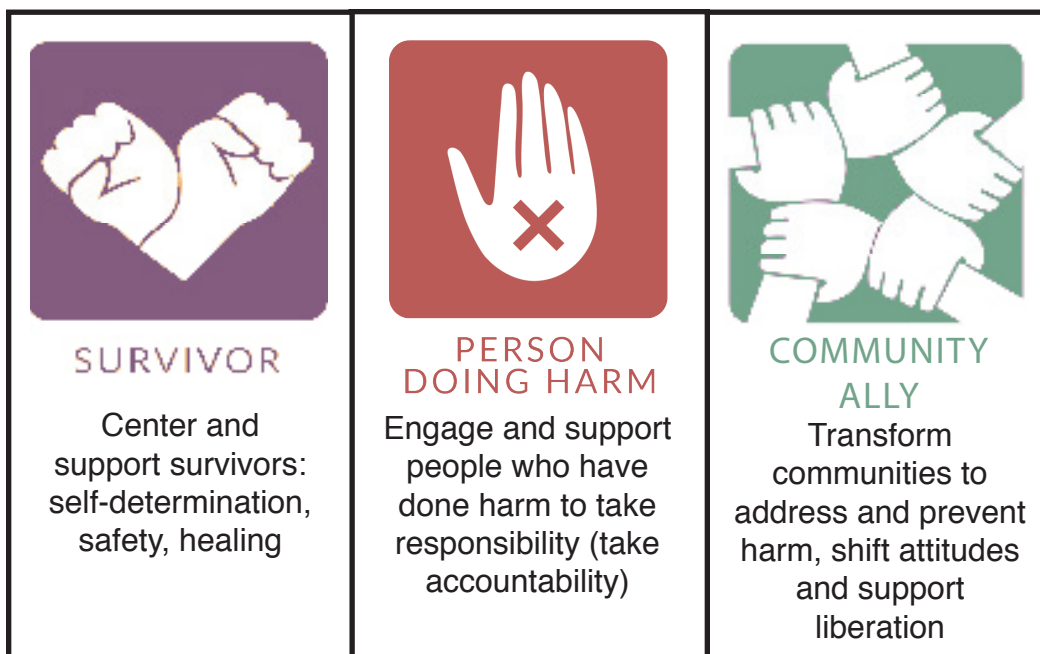 SURVIVOR
Center and
support survivors:
self-determination,
safety, healing
PERSON
DOING HARM
Engage and support
people who have
done harm to take
responsibility (take
accountability)
COMMUNITY
ALLY
Transform
communities to
address and prevent
harm, shift attitudes
and support
liberation